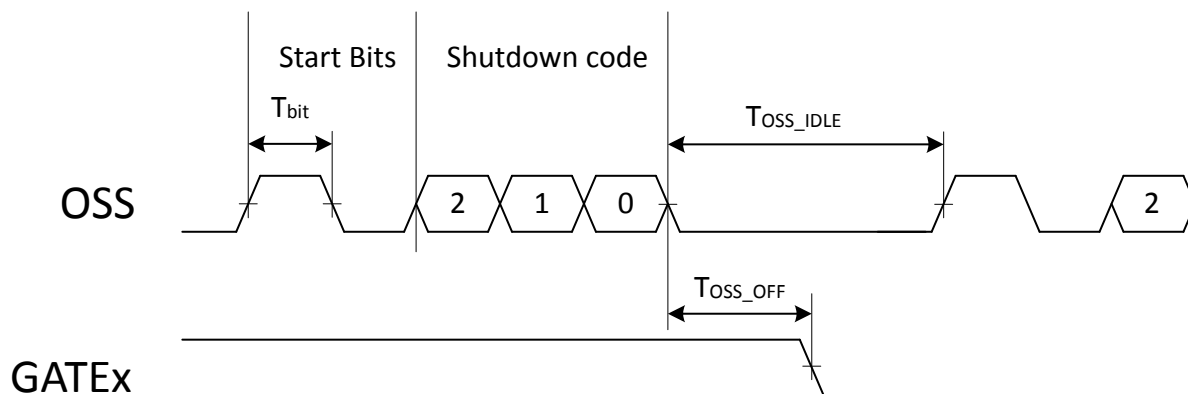 Start Bits Shutdown code
Tbit
TOSS_IDLE
OSS 2 1 0 2
TOSS_OFF
GATEx